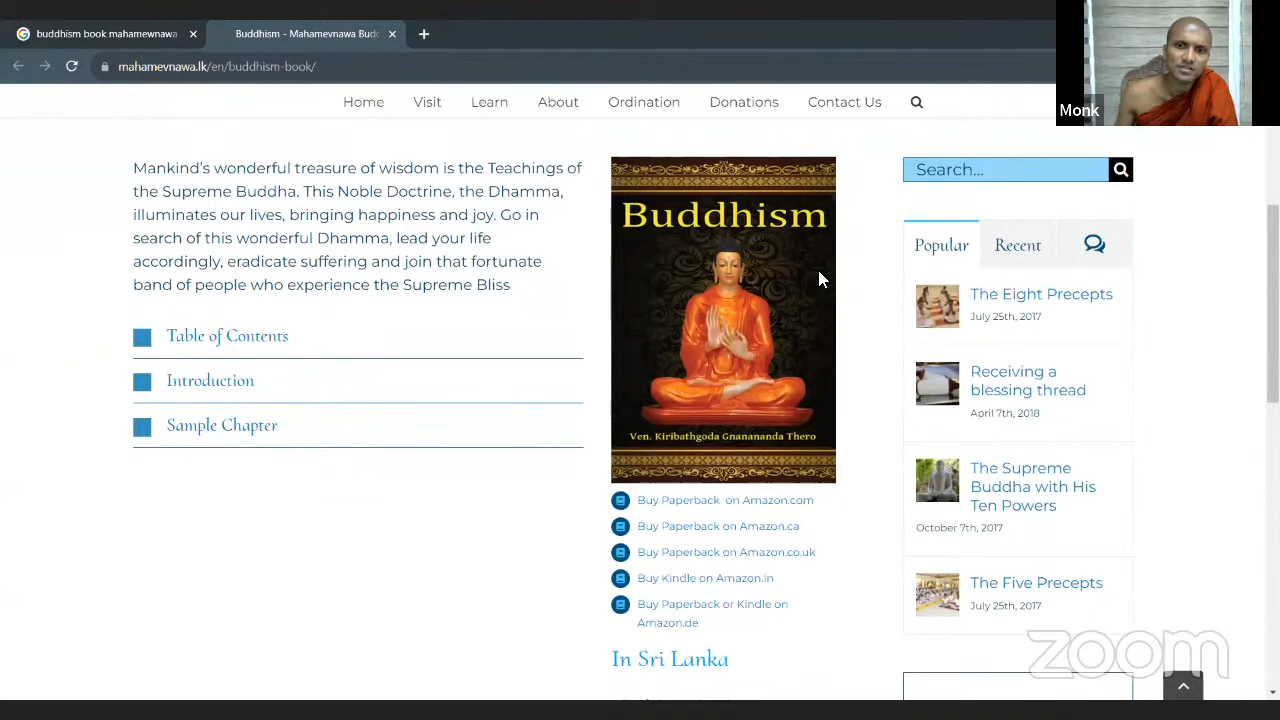 buddhism book mahamewnawa
Buddhism - Mahamevnawa Budd
mahamevnawa.lk/en/buddhism-book/
Monk
Home
Visit
Learn
About
Ordination
Donations
Contact Us
Mankind's wonderful treasure of wisdom is the Teachings of
the Supreme Buddha. This Noble Doctrine, the Dhamma,
illuminates our lives, bringing happiness and joy. Go in
search of this wonderful Dhamma, lead your life
accordingly, eradicate suffering and join that fortunate
band of people who experience the Supreme Bliss
Table of Contents
Introduction
Sample Chapter
Buddhism
Ven. Kiribathgoda Gnanananda Thero
Buy Paperback on Amazon.com
Buy Paperback on Amazon.ca
Buy Paperback on Amazon.co.uk
Buy Kindle on Amazon.in
Buy Paperback or Kindle on
Amazon.de
In Sri Lanka
Search...
Popular
Recent
The Eight Precepts
July 25th, 2017
Receiving a
blessing thread
April 7th, 2018
The Supreme
Buddha with His
Ten Powers
October 7th, 2017
The Five Precepts
July 25th, 2017
zoom